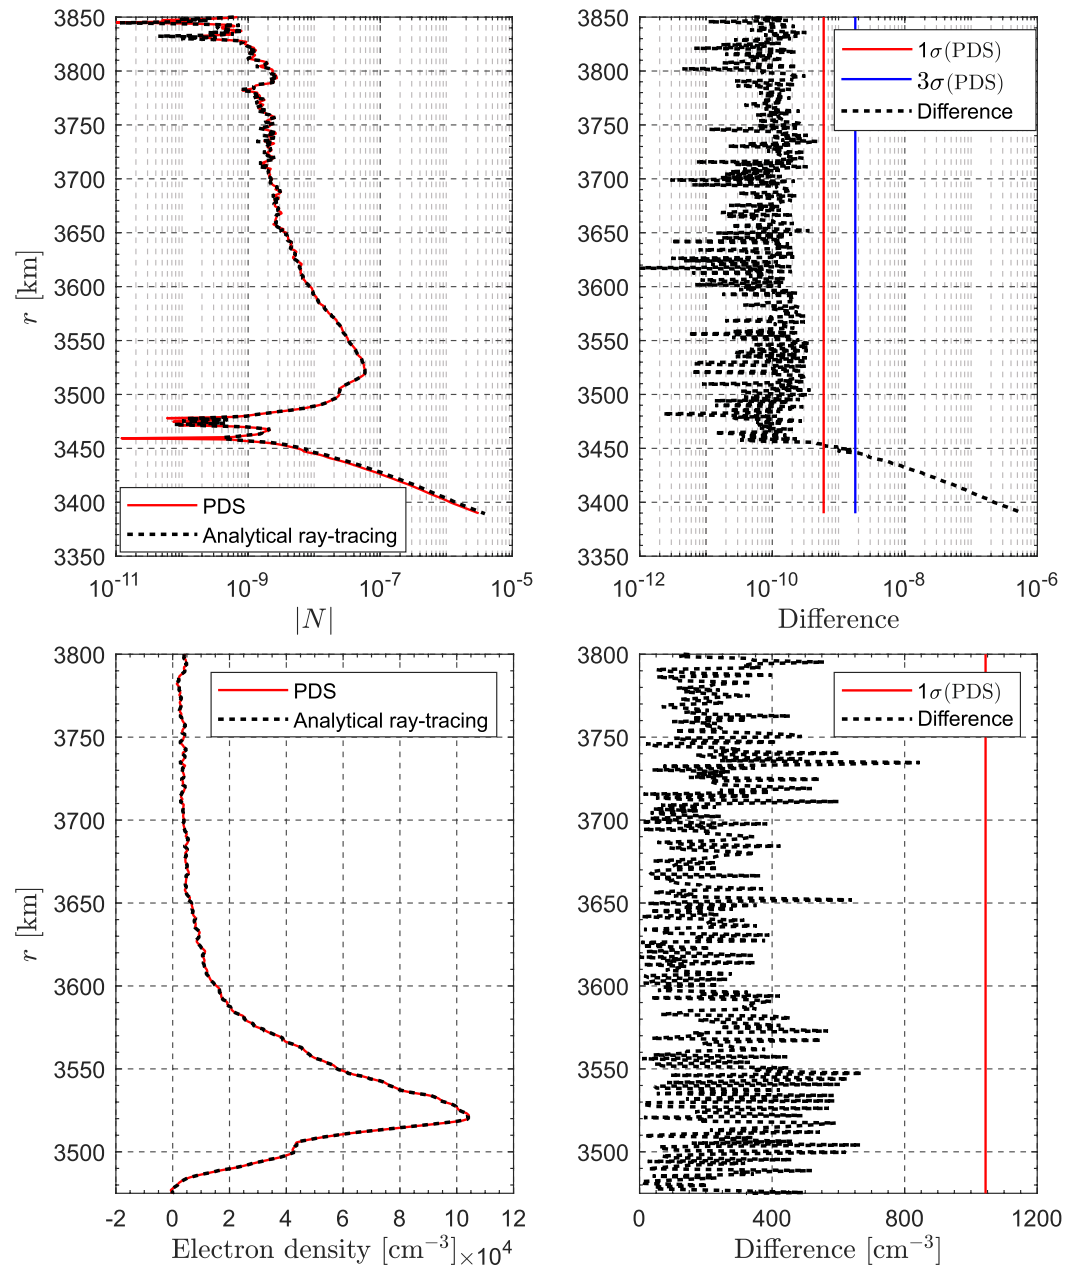 3850
3800
3750
3700
3650
3600
3550
3500
3450
3400
3350
r [km]
PDS
Analytical ray-tracing
10⁻¹¹ 10⁻⁹ 10⁻⁷ 10⁻⁵
|N|
3850
3800
3750
3700
3650
3600
3550
3500
3450
3400
3350
1σ(PDS)
3σ(PDS)
Difference
10⁻¹² 10⁻¹⁰ 10⁻⁸ 10⁻⁶
Difference
3800
3750
3700
3650
3600
3550
3500
r [km]
PDS
Analytical ray-tracing
-2 0 2 4 6 8 10 12
Electron density [cm⁻³] ×10⁴
3800
3750
3700
3650
3600
3550
3500
1σ(PDS)
Difference
0 400 800 1200
Difference [cm⁻³]